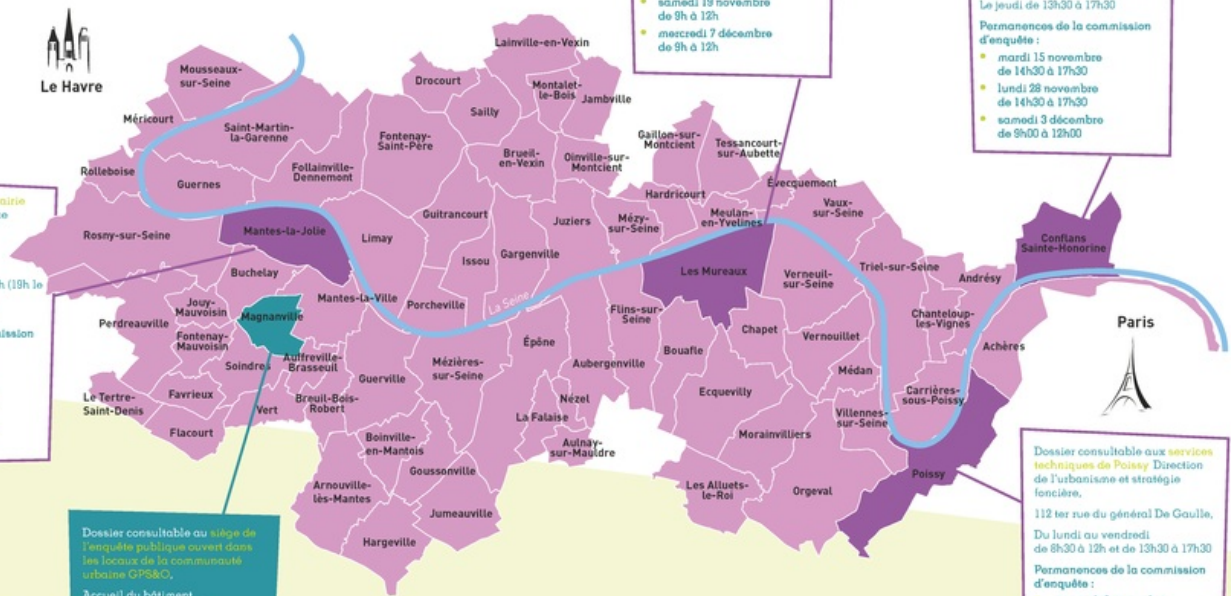 samedi 19 novembre
de 9h à 12h
mercredi 7 décembre
de 9h à 12h
Le jeudi de 13h30 à 17h30
Permanences de la commission
d'enquête :
mardi 15 novembre
de 14h30 à 17h30
lundi 28 novembre
de 14h30 à 17h30
samedi 3 décembre
de 9h00 à 12h00
Le Havre
Lainville-en-Vexin
Mousseaux-
sur-Seine
Drocourt
Montalet-
le-Bois
Jambville
Sailly
Méricourt
Saint-Martin-
la-Garenne
Fontenay-
Saint-Père
Gaillon-sur-
Montcient
Tessancourt-
sur-Aubette
Brueil-
en-Vexin
Oinville-sur-
Montcient
Rolleboise
Guernes
Follainville-
Dennemont
Évecquemont
Hardricourt
Vaux-
sur-Seine
Guitrancourt
Juziers
Mézy-
sur-Seine
Meulan-
en-Yvelines
Rosny-sur-Seine
Mantes-la-Jolie
Limay
Conflans
Sainte-Honorine
Gargenville
Issou
Les Mureaux
Buchelay
Verneuil-
sur-Seine
Triel-sur-Seine
Andrésy
h (19h le
Mantes-la-Ville
Porcheville
La Seine
Jouy-
Mauvoisin
Magnanville
Flins-sur-
Seine
Chanteloup-
les-Vignes
Paris
Perdreauville
Fontenay-
Mauvoisin
Chapet
Vernouillet
Achères
Épône
Bouafle
Soindres
Auffreville-
Brasseuil
Mézières-
sur-Seine
Aubergenville
Médan
Guerville
Favrieux
Ecquevilly
Carrières-
sous-Poissy
Le Tertre-
Saint-Denis
Vert
Breuil-Bois-
Robert
Nézel
La Falaise
Villennes-
sur-Seine
Flacourt
Boinville-
en-Mantois
Aulnay-
sur-Mauldre
Morainvilliers
Goussonville
Poissy
Arnouville-
lès-Mantes
Les Alluets-
le-Roi
Orgeval
Jumeauville
Hargeville
Dossier consultable au siège de
l'enquête publique ouvert dans
les locaux de la communauté
urbaine GPS&O,
Accueil du bâtiment
Dossier consultable aux services
techniques de Poissy Direction
de l'urbanisme et stratégie
foncière,
112 ter rue du général De Gaulle,
Du lundi au vendredi
de 8h30 à 12h et de 13h30 à 17h30
Permanences de la commission
d'enquête :